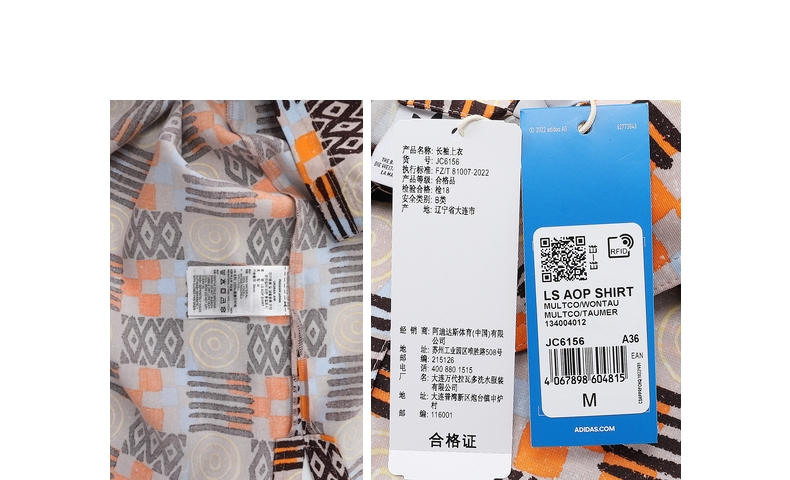 产品名称: 长袖上衣
货 号: JC6156
执行标准: FZ/T 81007-2022
产品等级: 合格品
检验合格: 检18
安全类别: B类
产 地: 辽宁省大连市
经 销 商: 阿迪达斯体育(中国)有限
公司
地 址: 苏州工业园区唯胜路508号
邮 编: 215126
电 话: 400 880 1515
厂 名: 大连万代拉瓦多洗水服装
有限公司
地 址: 大连普湾新区炮台镇中炉
村
邮 编: 116001
合格证
© 2022 adidas AG
RFID
LS AOP SHIRT
MULTCO/WONTAU
MULTCO/TAUMER
134004012
JC6156 A36
EAN
4 067898 604815
M
ADIDAS.COM